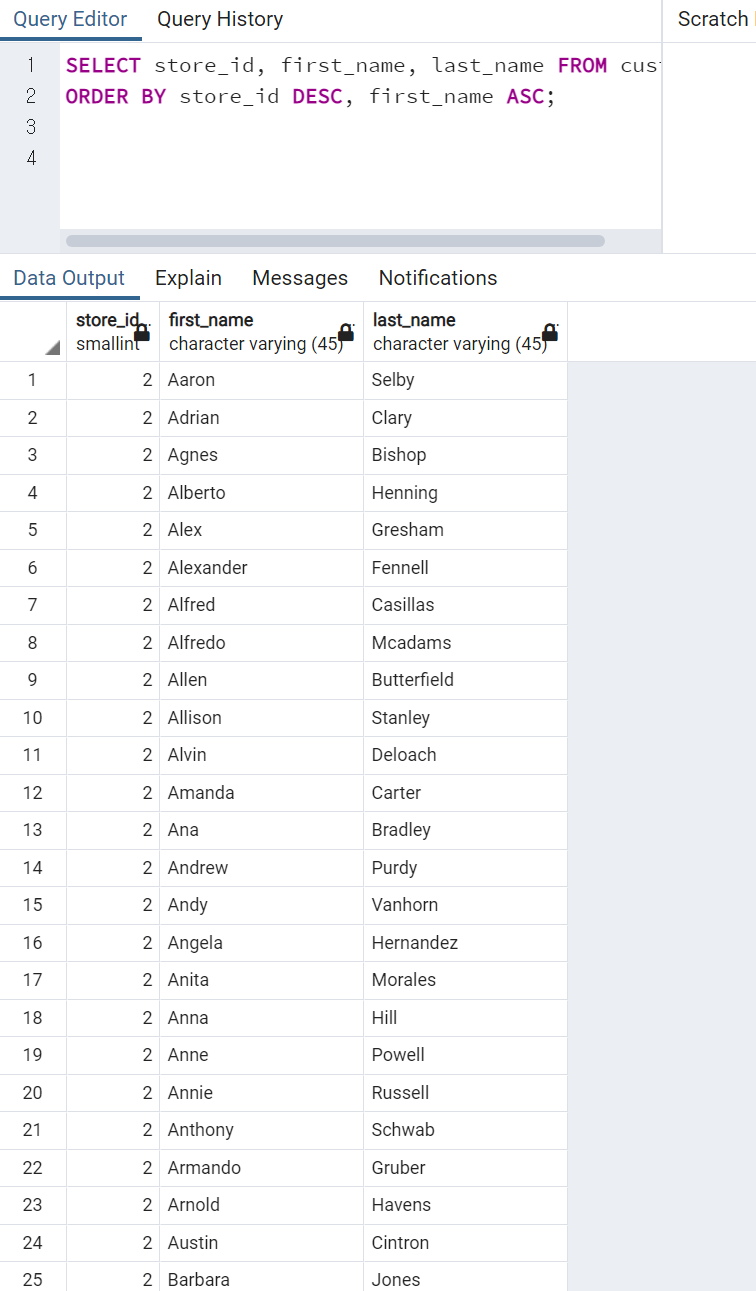 Query Editor Query History Scratch
1 SELECT store_id, first_name, last_name FROM
2 ORDER BY store_id DESC, first_name ASC;
3
4
Data Output Explain Messages Notifications
store_id first_name last_name
smallint character varying (45) character varying (45)
1 2 Aaron Selby
2 2 Adrian Clary
3 2 Agnes Bishop
4 2 Alberto Henning
5 2 Alex Gresham
6 2 Alexander Fennell
7 2 Alfred Casillas
8 2 Alfredo Mcadams
9 2 Allen Butterfield
10 2 Allison Stanley
11 2 Alvin Deloach
12 2 Amanda Carter
13 2 Ana Bradley
14 2 Andrew Purdy
15 2 Andy Vanhorn
16 2 Angela Hernandez
17 2 Anita Morales
18 2 Anna Hill
19 2 Anne Powell
20 2 Annie Russell
21 2 Anthony Schwab
22 2 Armando Gruber
23 2 Arnold Havens
24 2 Austin Cintron
25 2 Barbara Jones